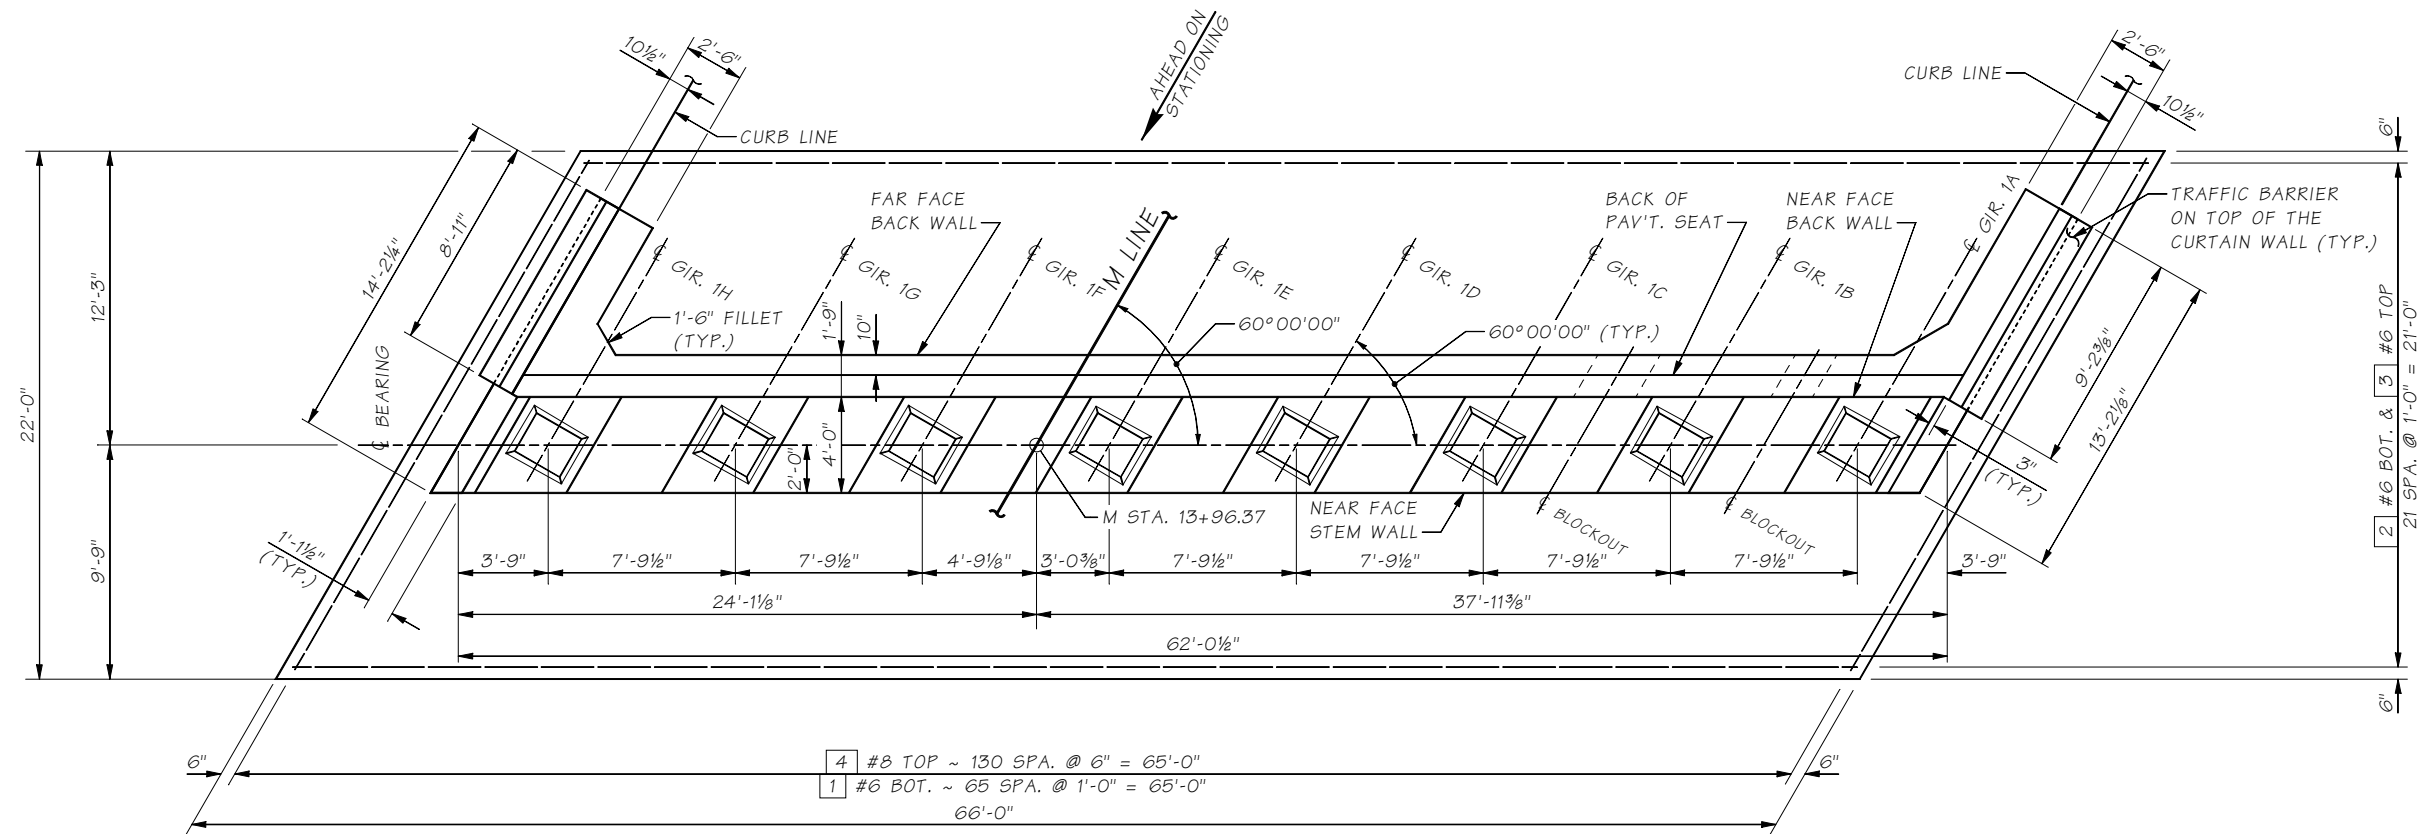 10½"
2'-6"
AHEAD ON
STATIONING
2'-6"
CURB LINE
10½"
CURB LINE
6"
14'-2¼"
8'-11"
FAR FACE
BACK WALL
M LINE
BACK OF
PAV'T. SEAT
NEAR FACE
BACK WALL
℄ GIR. 1A
TRAFFIC BARRIER
ON TOP OF THE
CURTAIN WALL (TYP.)
℄ GIR. 1H
℄ GIR. 1G
℄ GIR. 1F
℄ GIR. 1E
℄ GIR. 1D
℄ GIR. 1C
℄ GIR. 1B
12'-3"
22'-0"
1'-6" FILLET
(TYP.)
1'-9"
10"
60°00'00"
60°00'00" (TYP.)
9'-2⅜"
13'-2⅛"
2 #6 BOT. & 3 #6 TOP
21 SPA. @ 1'-0" = 21'-0"
℄ BEARING
2'-0"
4'-0"
3"
(TYP.)
M STA. 13+96.37
NEAR FACE
STEM WALL
℄ BLOCKOUT
℄ BLOCKOUT
9'-9"
1'-1½"
(TYP.)
3'-9"
7'-9½"
7'-9½"
4'-9⅛"
3'-0⅜"
7'-9½"
7'-9½"
7'-9½"
7'-9½"
3'-9"
24'-1⅛"
37'-11⅜"
62'-0½"
6"
6"
4 #8 TOP ~ 130 SPA. @ 6" = 65'-0"
6"
1 #6 BOT. ~ 65 SPA. @ 1'-0" = 65'-0"
66'-0"